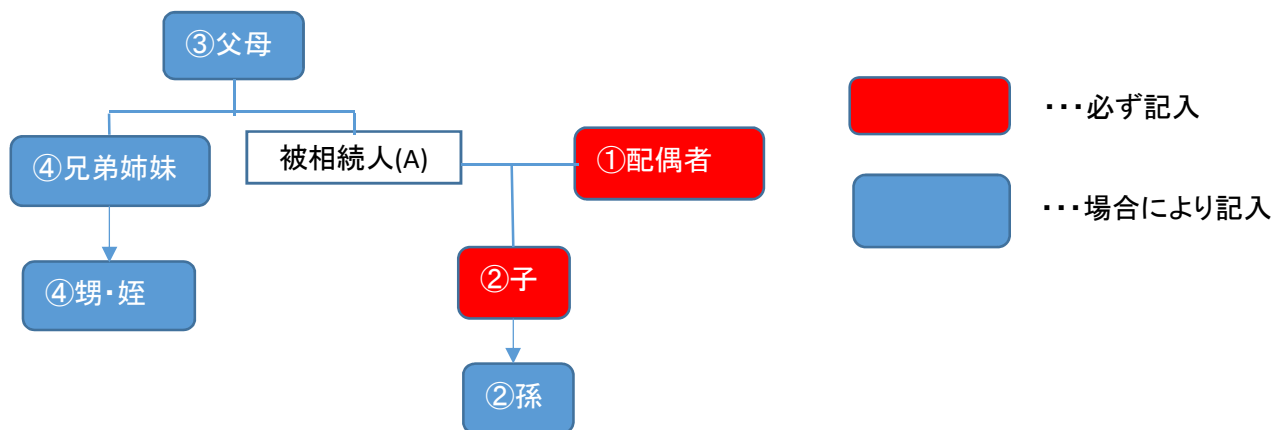 ③父母
・・・必ず記入
④兄弟姉妹
被相続人(A)
①配偶者
・・・場合により記入
④甥・姪
②子
②孫